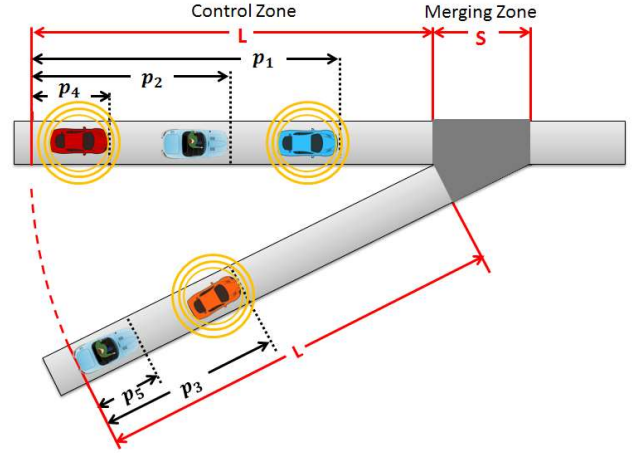 Control Zone
Merging Zone
L
S
p₁
p₂
p₄
L
p₃
p₅